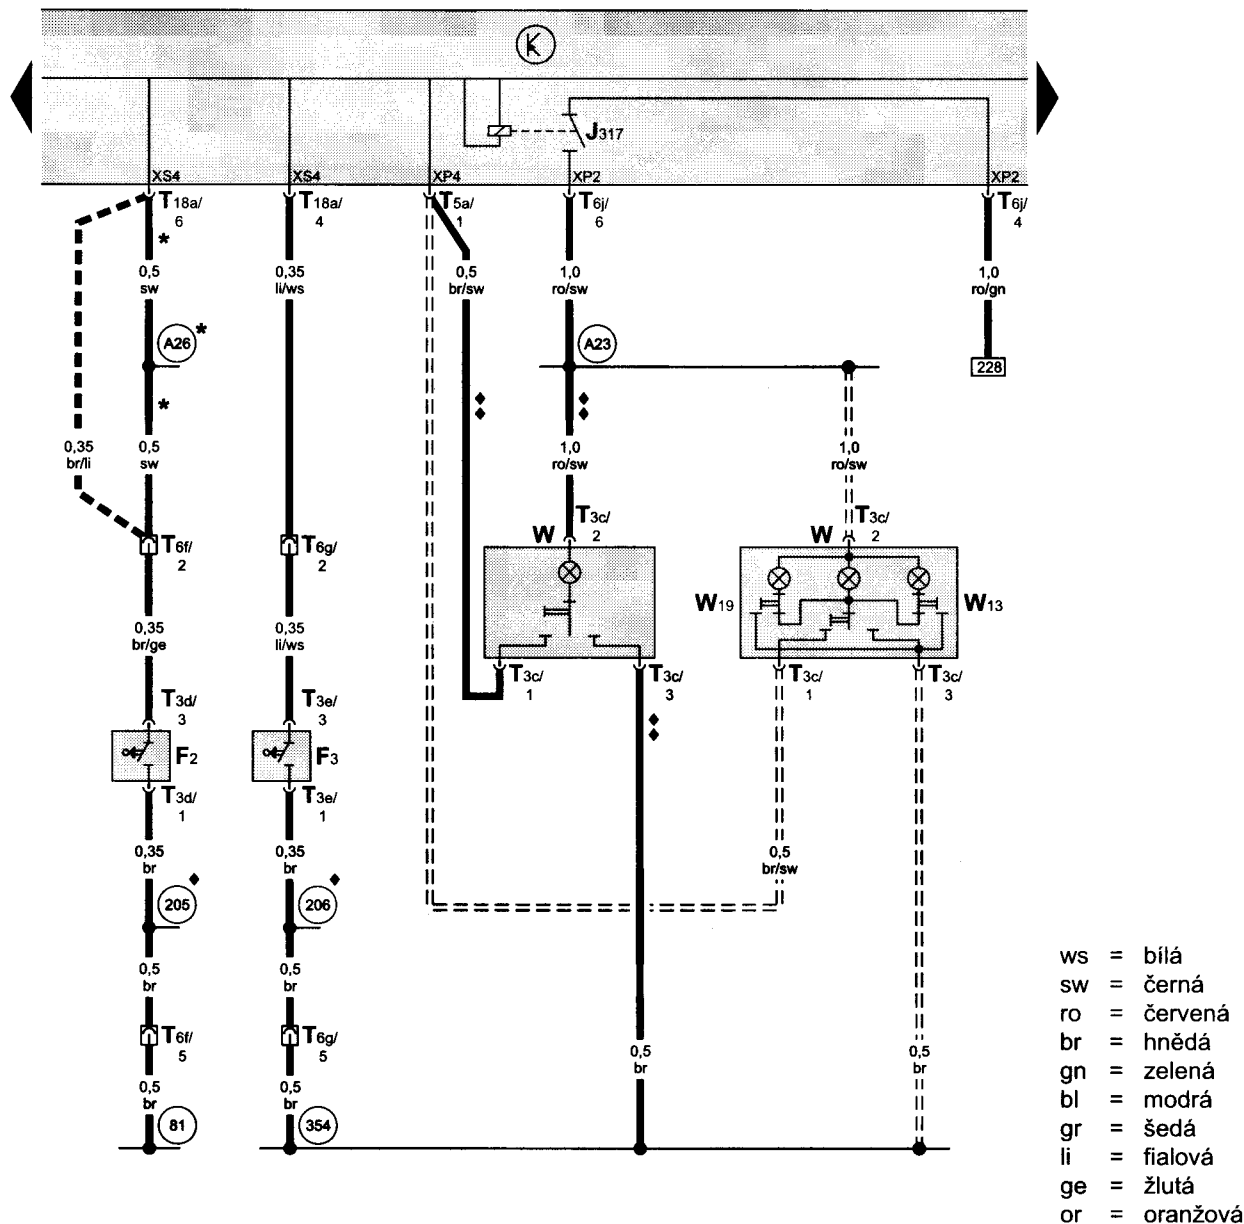 J317
XS4
XS4
XP4
XP2
XP2
T18a/
6
T18a/
4
T5a/
1
T6j/
6
T6j/
4
*
0,5
sw
0,35
li/ws
0,5
br/sw
1,0
ro/sw
1,0
ro/gn
A26
*
A23
228
*
0,35
br/li
0,5
sw
1,0
ro/sw
1,0
ro/sw
T6f/
2
T6g/
2
W
T3c/
2
W
T3c/
2
W19
W13
0,35
br/ge
0,35
li/ws
T3c/
1
T3c/
3
T3c/
1
T3c/
3
T3d/
3
T3e/
3
F2
F3
T3d/
1
T3e/
1
0,35
br
0,35
br
0,5
br/sw
205
206
0,5
br
0,5
br
T6f/
5
T6g/
5
0,5
br
0,5
br
0,5
br
0,5
br
81
354
ws = bílá
sw = černá
ro = červená
br = hnědá
gn = zelená
bl = modrá
gr = šedá
li = fialová
ge = žlutá
or = oranžová